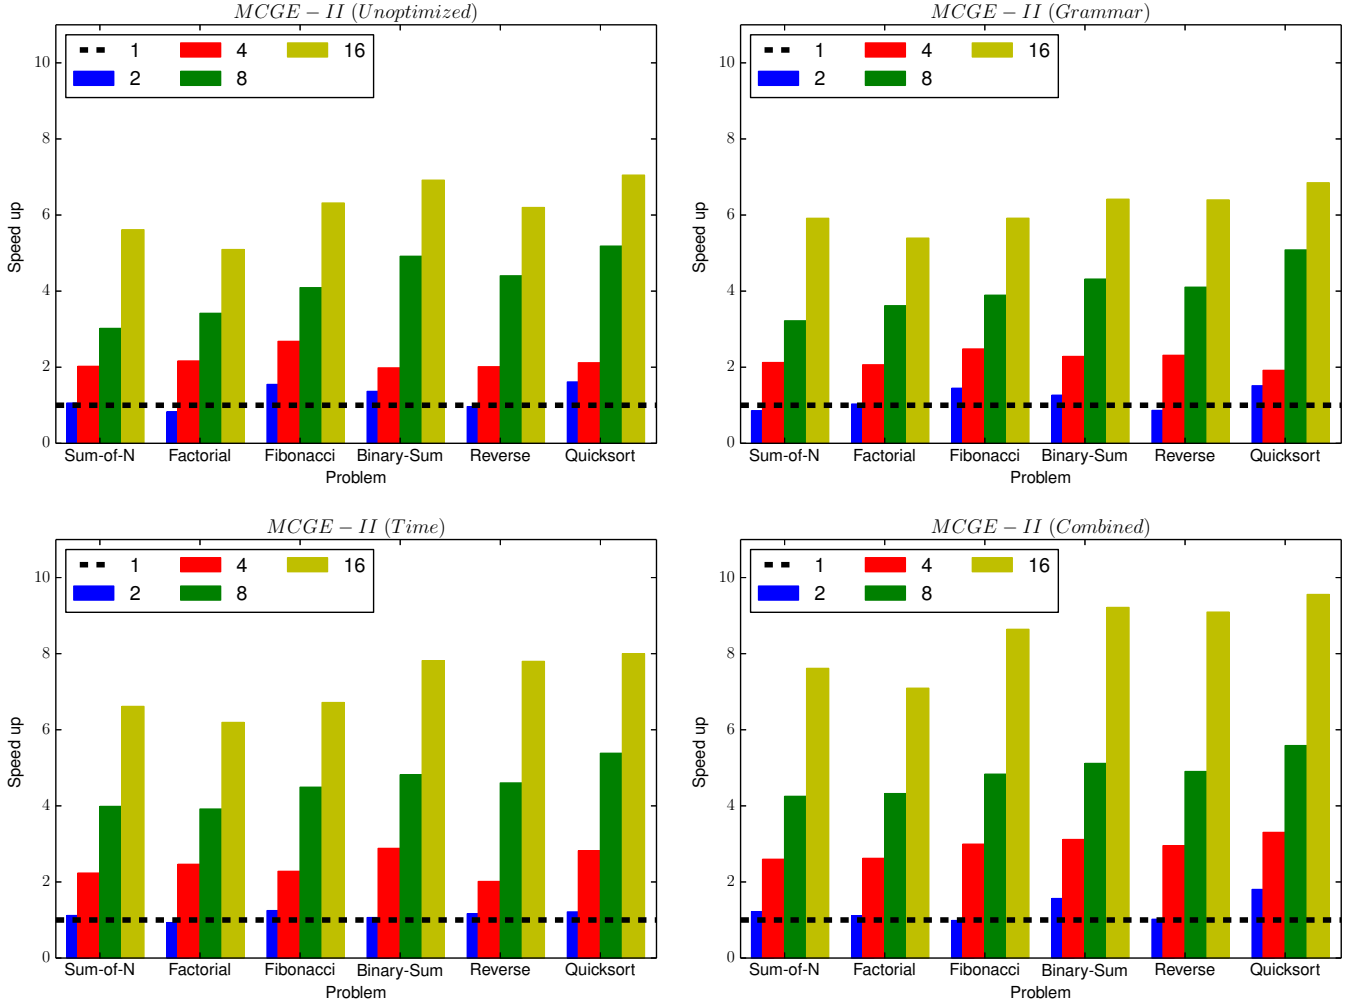 MCGE − II (Unoptimized)
1 4 16
2 8
10
8
6
4
2
0
Speed up
Sum-of-N Factorial Fibonacci Binary-Sum Reverse Quicksort
Problem
MCGE − II (Grammar)
1 4 16
2 8
10
8
6
4
2
0
Speed up
Sum-of-N Factorial Fibonacci Binary-Sum Reverse Quicksort
Problem
MCGE − II (Time)
1 4 16
2 8
10
8
6
4
2
0
Speed up
Sum-of-N Factorial Fibonacci Binary-Sum Reverse Quicksort
Problem
MCGE − II (Combined)
1 4 16
2 8
10
8
6
4
2
0
Speed up
Sum-of-N Factorial Fibonacci Binary-Sum Reverse Quicksort
Problem